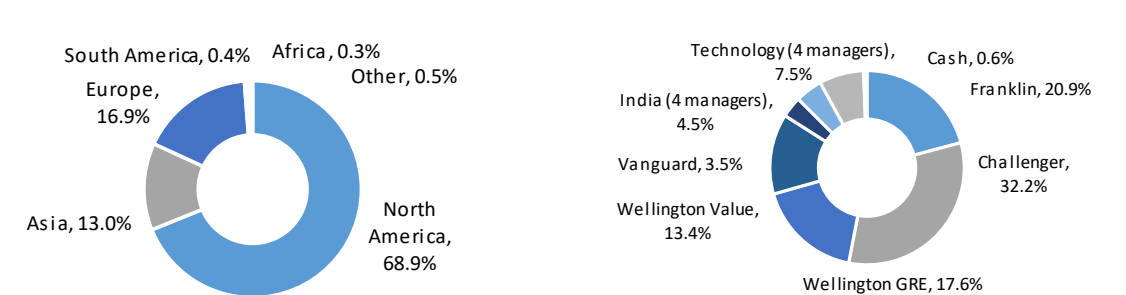 South America, 0.4%
Africa, 0.3%
Other, 0.5%
Europe,
16.9%
Asia, 13.0%
North
America,
68.9%
Technology (4 managers),
7.5%
Cash, 0.6%
Franklin, 20.9%
India (4 managers),
4.5%
Vanguard, 3.5%
Challenger,
32.2%
Wellington Value,
13.4%
Wellington GRE, 17.6%